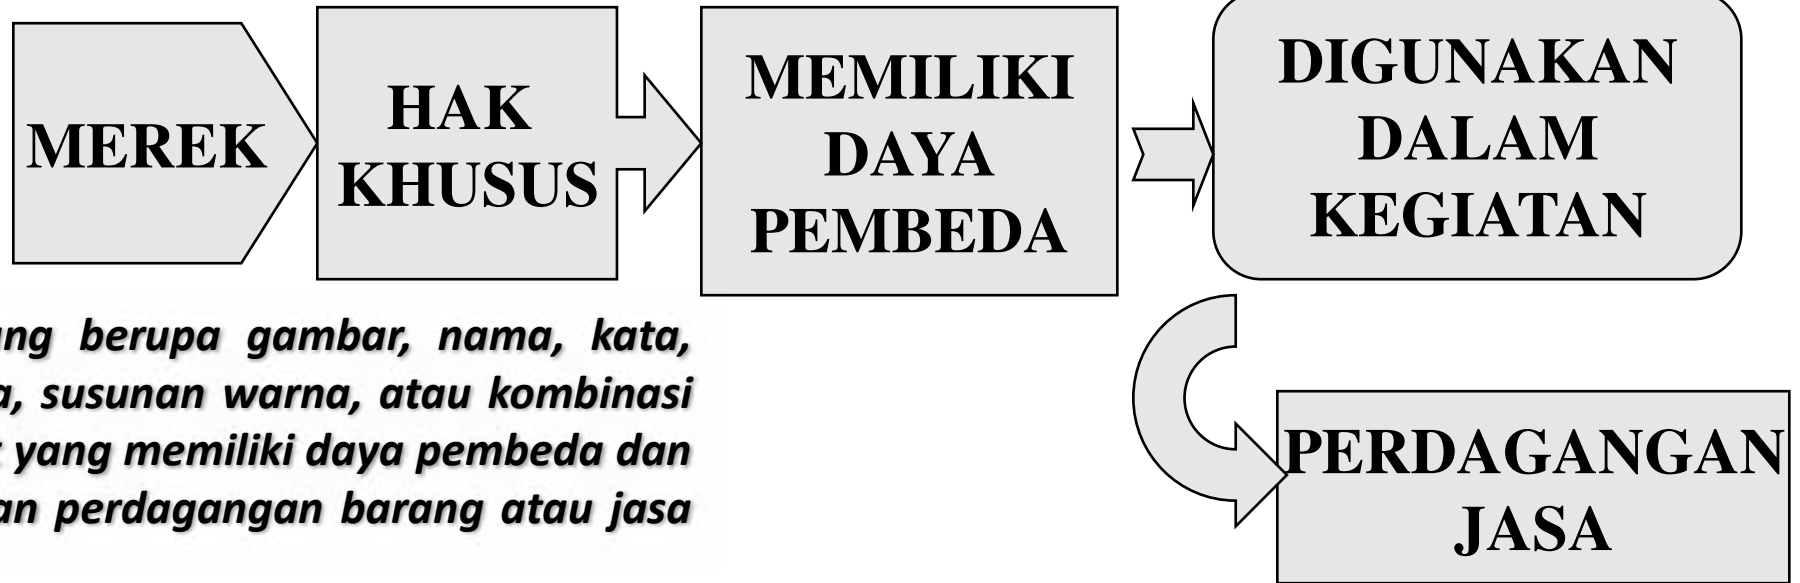 MEREK
HAK
KHUSUS
MEMILIKI
DAYA
PEMBEDA
DIGUNAKAN
DALAM
KEGIATAN
berupa gambar, nama, kata,
susunan warna, atau kombinasi
yang memiliki daya pembeda dan
perdagangan barang atau jasa
PERDAGANGAN
JASA